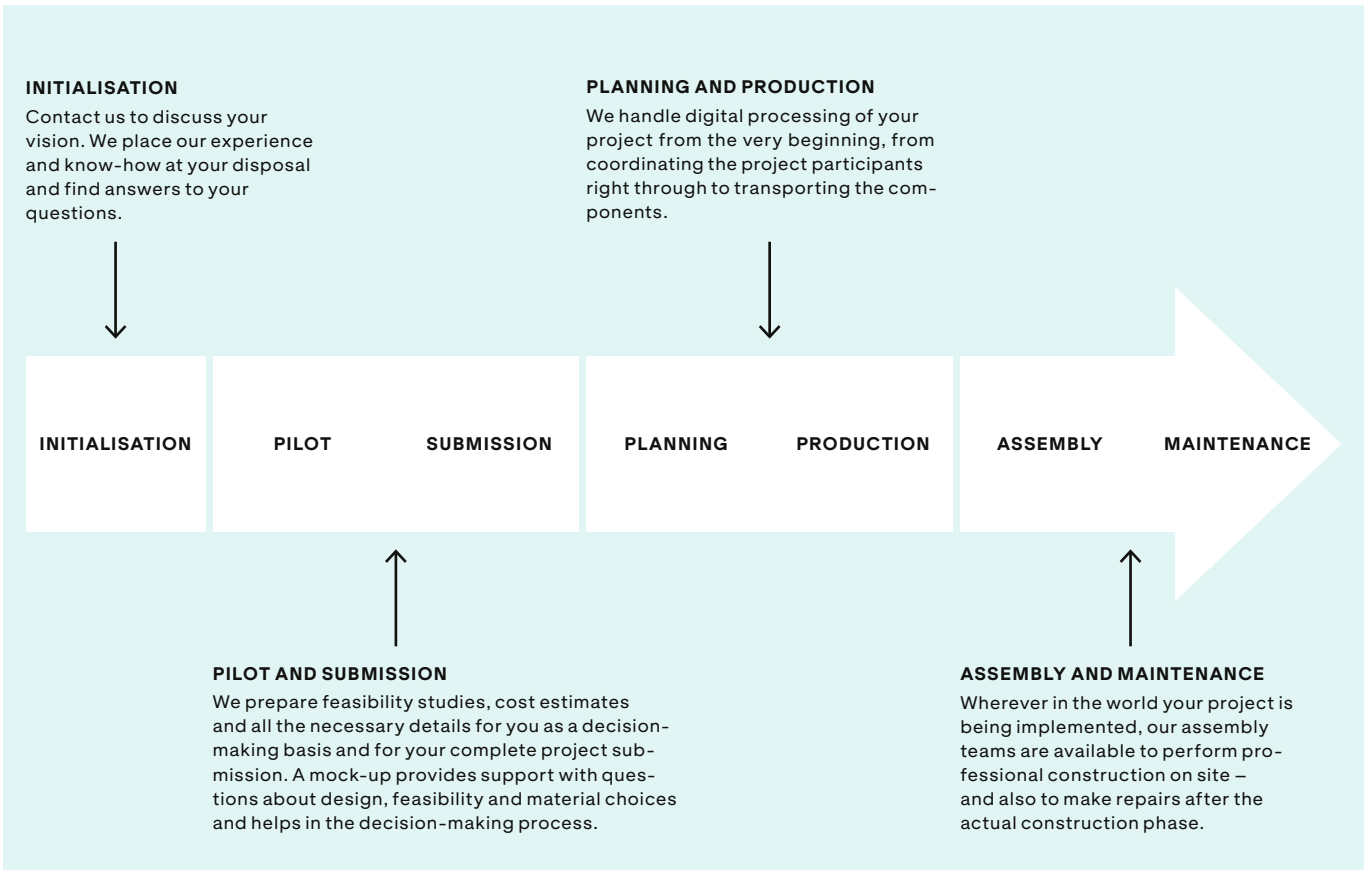 INITIALISATION
Contact us to discuss your
vision. We place our experience
and know-how at your disposal
and find answers to your
questions.
PLANNING AND PRODUCTION
We handle digital processing of your
project from the very beginning, from
coordinating the project participants
right through to transporting the com-
ponents.
INITIALISATION
PILOT
SUBMISSION
PLANNING
PRODUCTION
ASSEMBLY
MAINTENANCE
PILOT AND SUBMISSION
We prepare feasibility studies, cost estimates
and all the necessary details for you as a decision-
making basis and for your complete project sub-
mission. A mock-up provides support with ques-
tions about design, feasibility and material choices
and helps in the decision-making process.
ASSEMBLY AND MAINTENANCE
Wherever in the world your project is
being implemented, our assembly
teams are available to perform pro-
fessional construction on site –
and also to make repairs after the
actual construction phase.